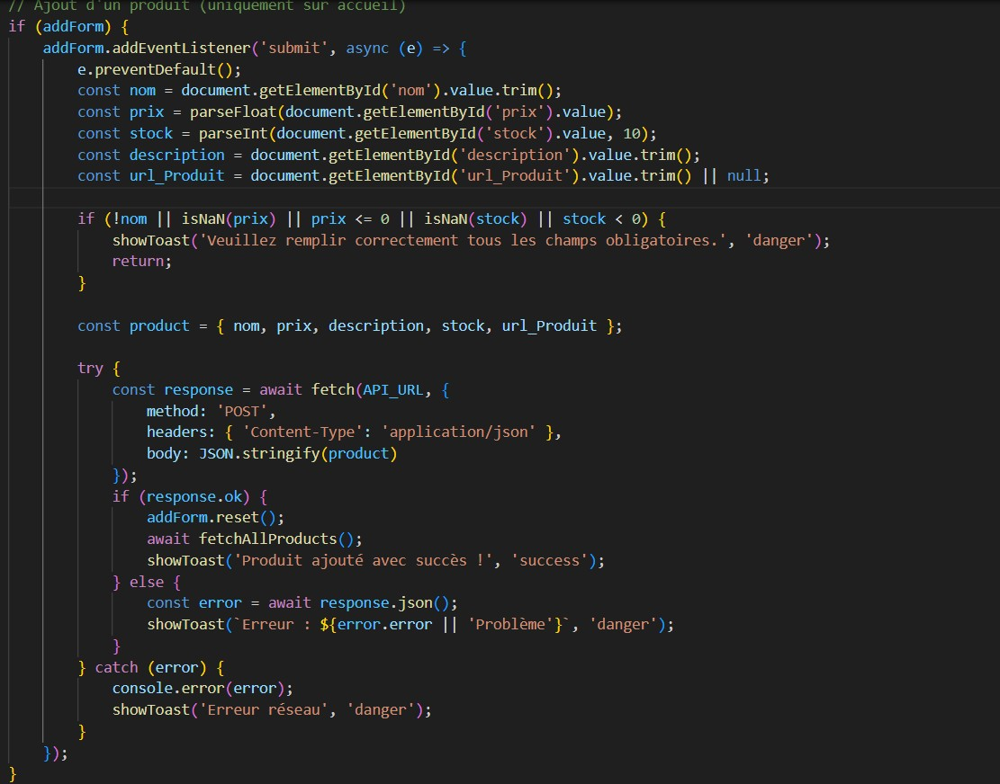 // Ajout d'un produit (uniquement sur accueil)
if (addForm) {
    addForm.addEventListener('submit', async (e) => {
        e.preventDefault();
        const nom = document.getElementById('nom').value.trim();
        const prix = parseFloat(document.getElementById('prix').value);
        const stock = parseInt(document.getElementById('stock').value, 10);
        const description = document.getElementById('description').value.trim();
        const url_Produit = document.getElementById('url_Produit').value.trim() || null;

        if (!nom || isNaN(prix) || prix <= 0 || isNaN(stock) || stock < 0) {
            showToast('Veuillez remplir correctement tous les champs obligatoires.', 'danger');
            return;
        }

        const product = { nom, prix, description, stock, url_Produit };

        try {
            const response = await fetch(API_URL, {
                method: 'POST',
                headers: { 'Content-Type': 'application/json' },
                body: JSON.stringify(product)
            });
            if (response.ok) {
                addForm.reset();
                await fetchAllProducts();
                showToast('Produit ajouté avec succès !', 'success');
            } else {
                const error = await response.json();
                showToast(`Erreur : ${error.error || 'Problème'}`, 'danger');
            }
        } catch (error) {
            console.error(error);
            showToast('Erreur réseau', 'danger');
        }
    });
}